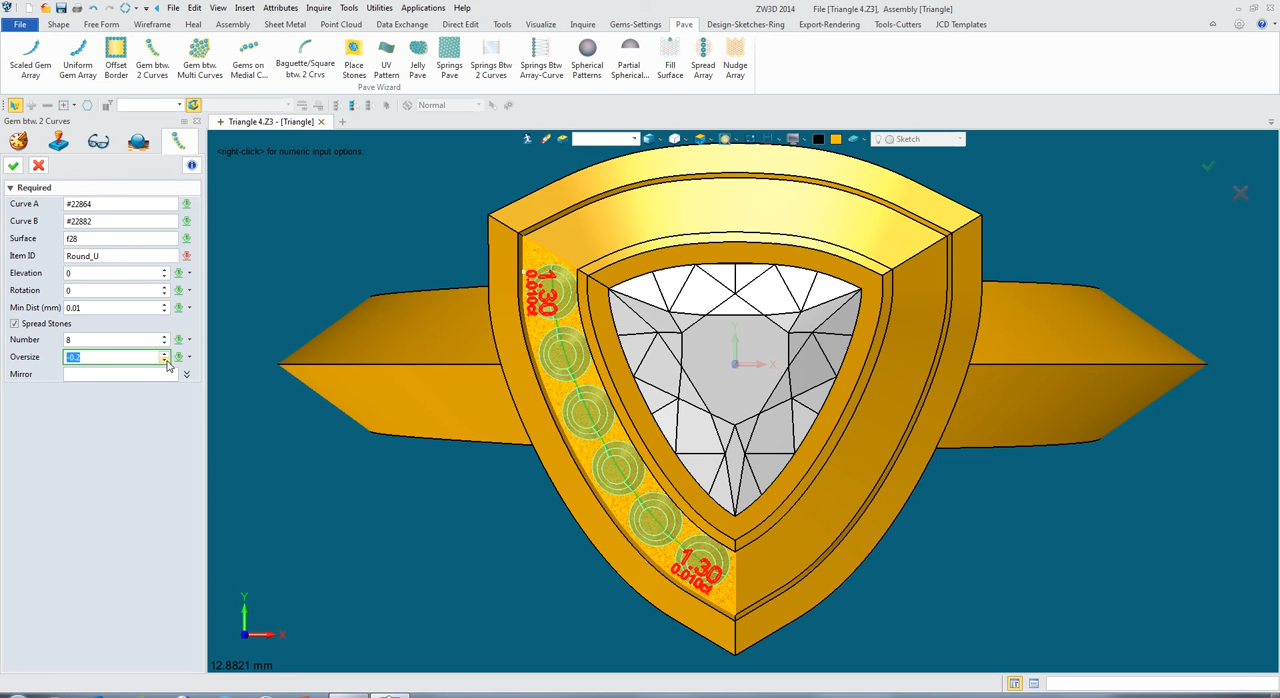 File Edit View Insert Attributes Inquire Tools Utilities Applications Help
ZW3D 2014 File [Triangle 4.Z3], Assembly [Triangle]
File Shape Free Form Wireframe Heal Assembly Sheet Metal Point Cloud Data Exchange Direct Edit Tools Visualize Inquire Gems-Settings Pave Design-Sketches-Ring Export-Rendering Tools-Cutters JCD Templates
Scaled Gem Array
Uniform Gem Array
Offset Border
Gem btw. 2 Curves
Gem btw. Multi Curves
Gems on Medial C...
Baguette/Square btw. 2 Crvs
Place Stones
UV Pattern
Jelly Pave
Springs Pave
Springs Btw 2 Curves
Springs Btw Array-Curve
Spherical Patterns
Partial Spherical...
Fill Surface
Spread Array
Nudge Array
Pave Wizard
Normal
Gem btw. 2 Curves
Triangle 4.Z3 - [Triangle]
Sketch
<right-click> for numeric input options.
Required
Curve A #22864
Curve B #22882
Surface f28
Item ID Round_U
Elevation 0
Rotation 0
Min Dist (mm) 0.01
Spread Stones
Number 8
Oversize -0.2
Mirror
1.30
0.010ct
1.30
0.010ct
Y
X
Y
X
12.8821 mm